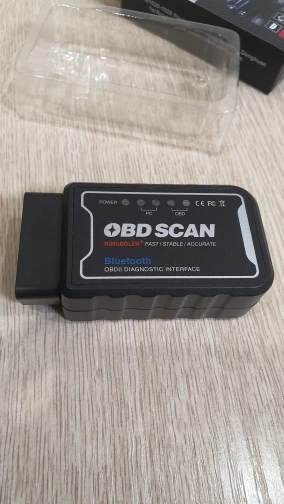 POWER
PC
OBD
CE FC
OBD SCAN
KINGBOLEN® FAST / STABLE / ACCURATE
Bluetooth
OBDII DIAGNOSTIC INTERFACE